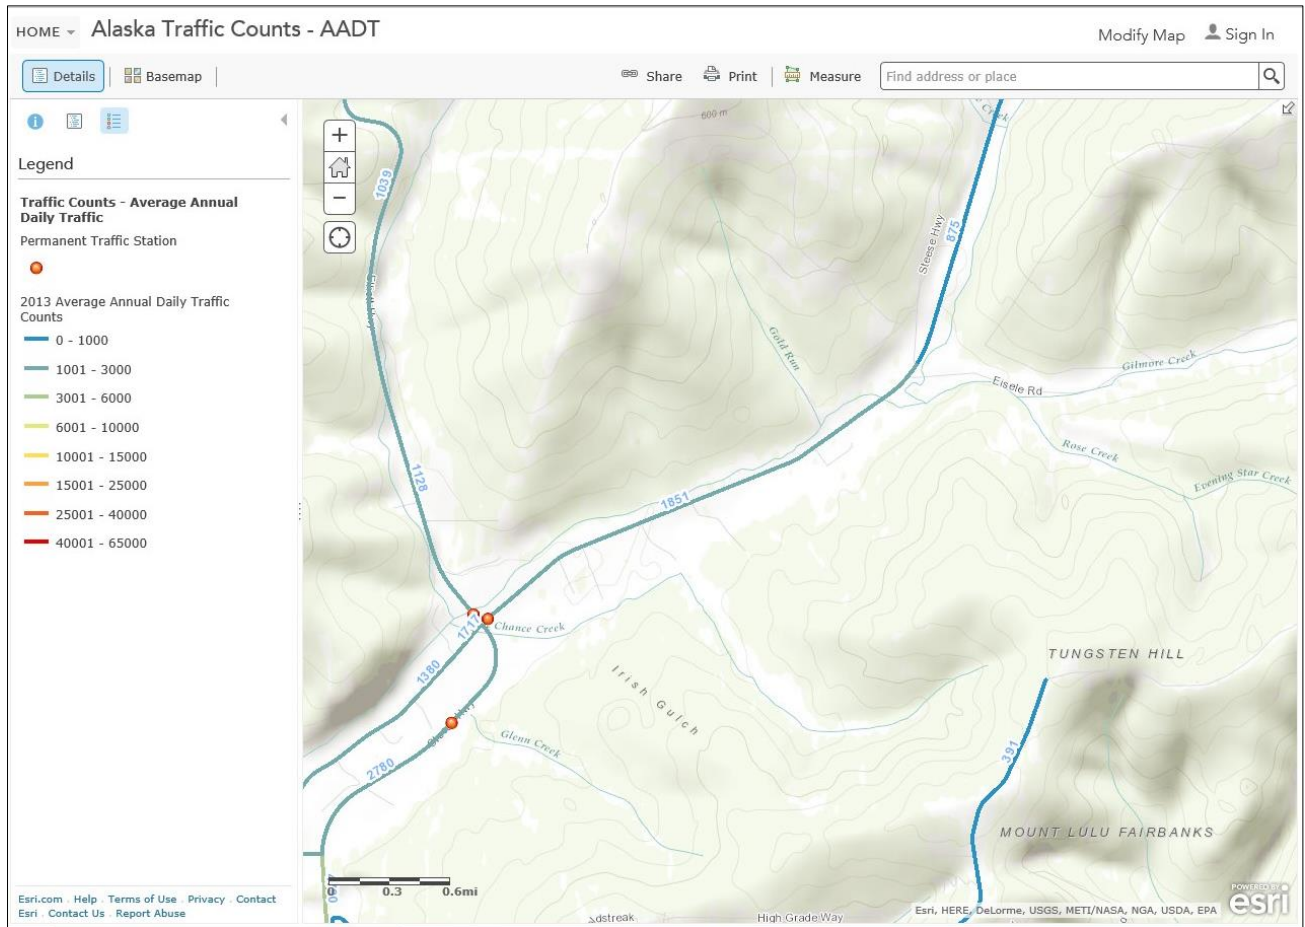 HOME
Alaska Traffic Counts - AADT
Modify Map
Sign In
Details
Basemap
Share
Print
Measure
Find address or place
Legend
Traffic Counts - Average Annual
Daily Traffic
Permanent Traffic Station
2013 Average Annual Daily Traffic
Counts
0 - 1000
1001 - 3000
3001 - 6000
6001 - 10000
10001 - 15000
15001 - 25000
25001 - 40000
40001 - 65000
Esri.com . Help . Terms of Use . Privacy . Contact
Esri . Contact Us . Report Abuse
600 m
1039
Steese Hwy
875
Gold Run
Gilmore Creek
Eisele Rd
Rose Creek
Evening Star Creek
1128
1851
1717
Chance Creek
1380
Irish Gulch
TUNGSTEN HILL
Glenn Creek
2780
391
MOUNT LULU FAIRBANKS
0
0.3
0.6mi
High Grade Way
Esri, HERE, DeLorme, USGS, METI/NASA, NGA, USDA, EPA
POWERED BY
esri